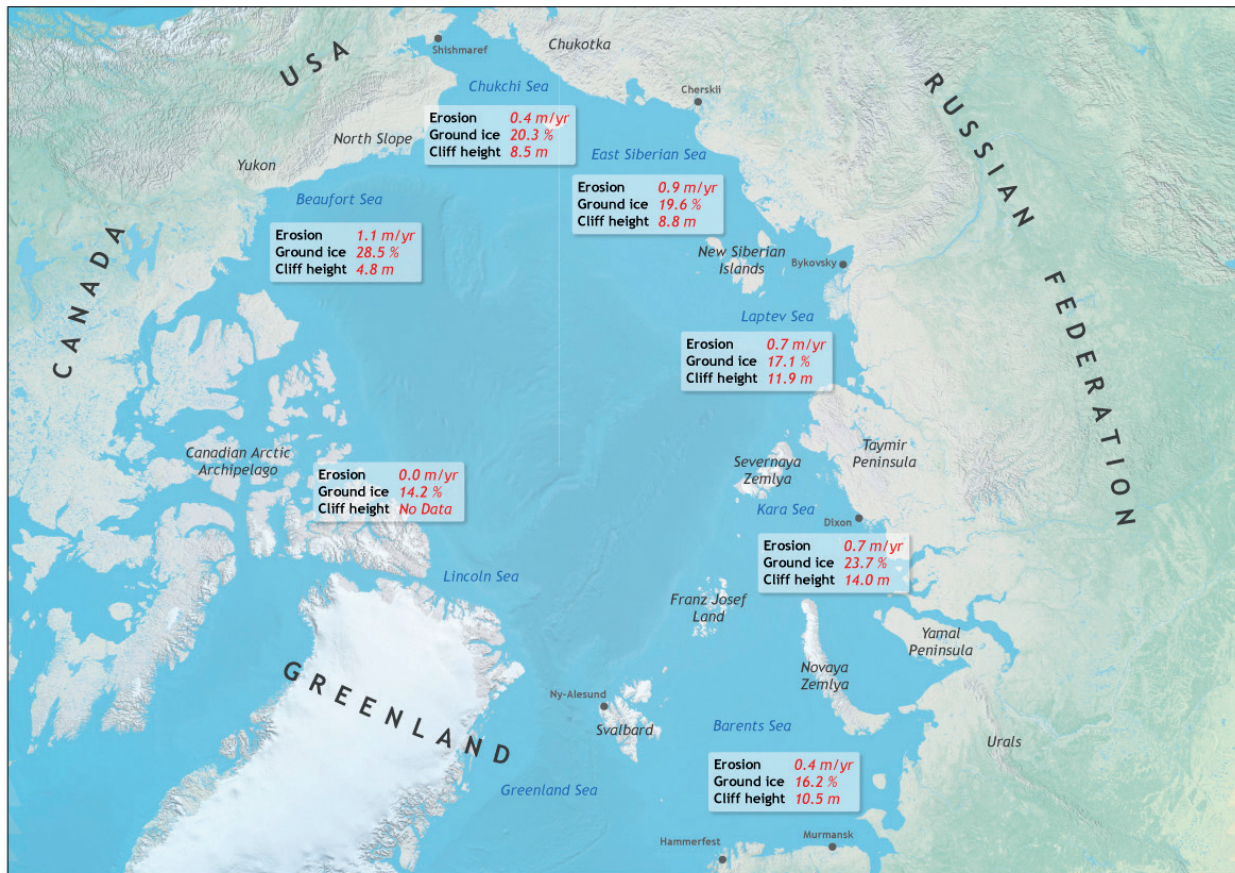 Shishmaref
Chukotka
USA
Chukchi Sea
Cherskii
Erosion 0.4 m/yr
Ground ice 20.3 %
Cliff height 8.5 m
North Slope
East Siberian Sea
Yukon
Erosion 0.9 m/yr
Ground ice 19.6 %
Cliff height 8.8 m
Beaufort Sea
Erosion 1.1 m/yr
Ground ice 28.5 %
Cliff height 4.8 m
CANADA
RUSSIAN FEDERATION
New Siberian
Islands
Bykovsky
Laptev Sea
Erosion 0.7 m/yr
Ground ice 17.1 %
Cliff height 11.9 m
Canadian Arctic
Archipelago
Erosion 0.0 m/yr
Ground ice 14.2 %
Cliff height No Data
Severnaya
Zemlya
Taymir
Peninsula
Kara Sea
Dixon
Erosion 0.7 m/yr
Ground ice 23.7 %
Cliff height 14.0 m
Lincoln Sea
Franz Josef
Land
Yamal
Peninsula
Novaya
Zemlya
GREENLAND
Ny-Alesund
Svalbard
Barents Sea
Urals
Erosion 0.4 m/yr
Ground ice 16.2 %
Cliff height 10.5 m
Greenland Sea
Hammerfest
Murmansk